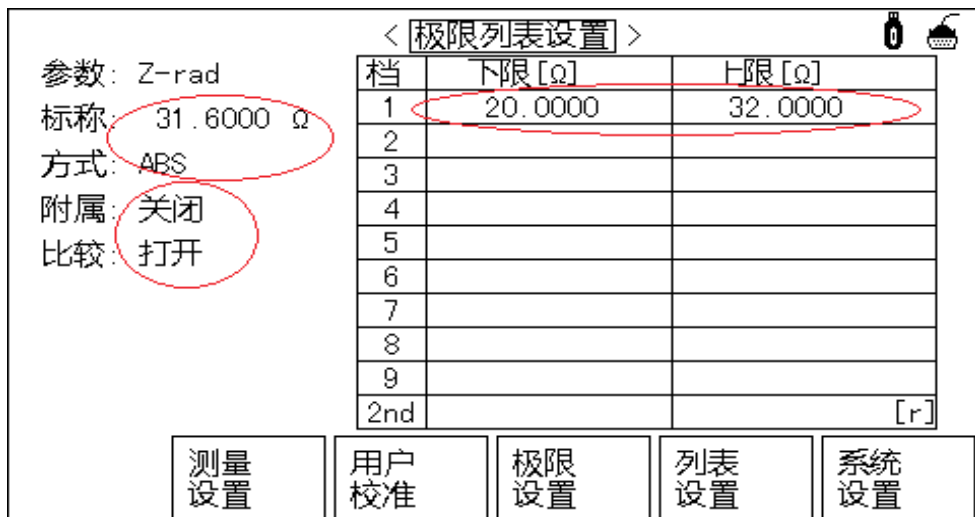 < 极限列表设置 >
参数: Z-rad
标称: 31.6000 Ω
方式: ABS
附属: 关闭
比较: 打开
档 下限[Ω] 上限[Ω]
1 20.0000 32.0000
2
3
4
5
6
7
8
9
2nd [r]
测量设置 用户校准 极限设置 列表设置 系统设置